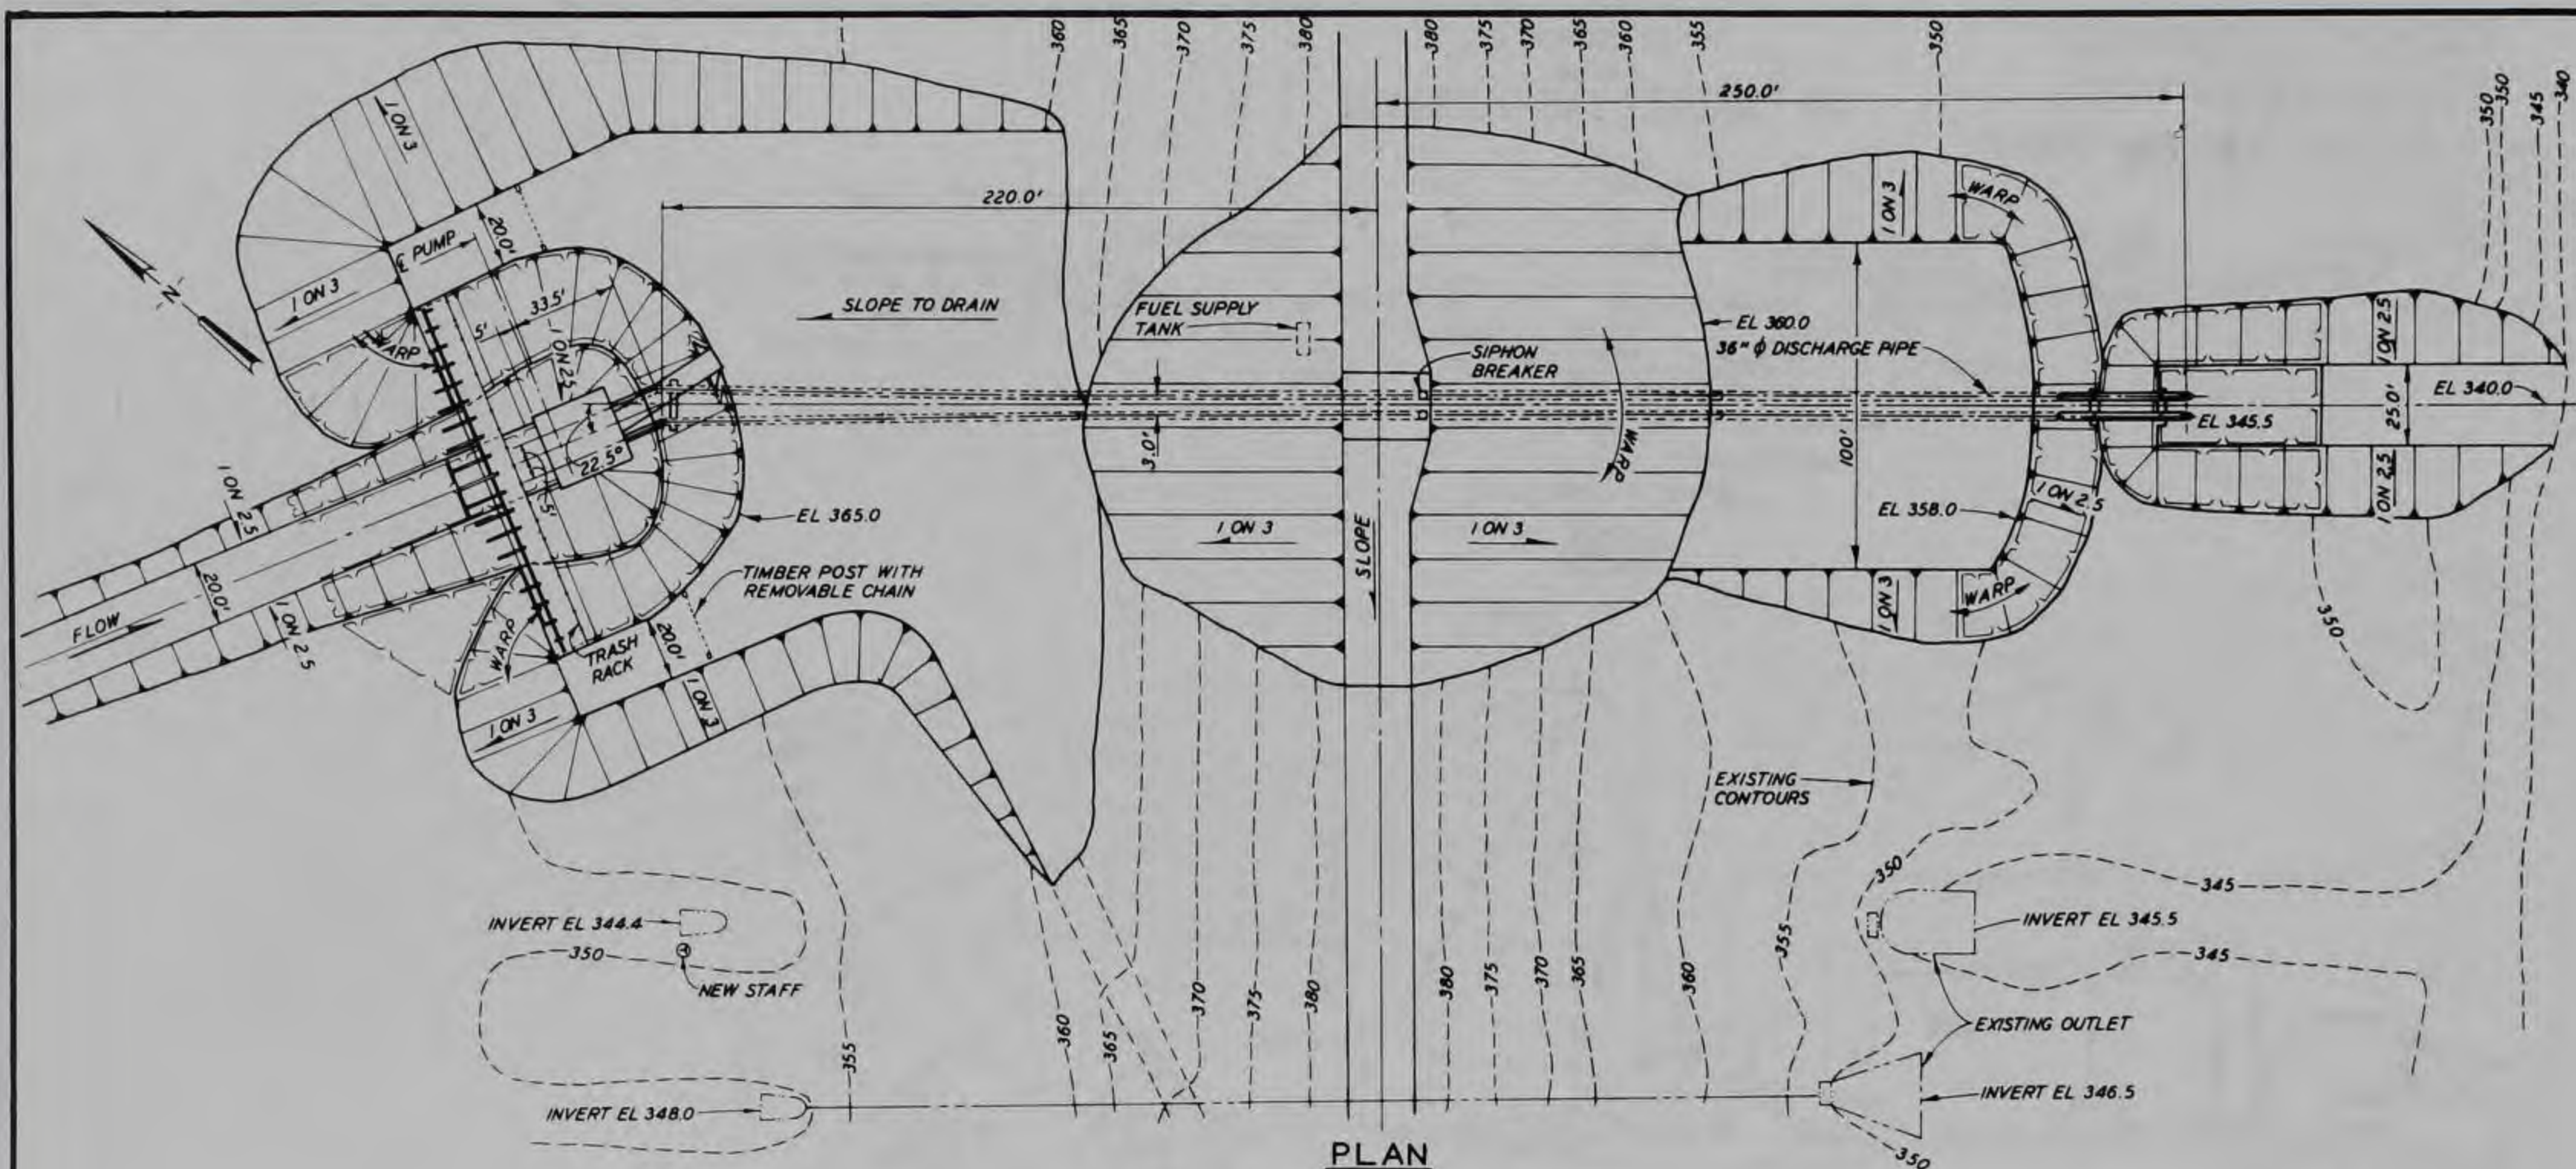 360
365
370
375
380
380
375
370
365
360
355
350
350
350
345
340
250.0'
1 ON 3
220.0'
20.0'
℄ PUMP
1 ON 3
WARP
N
33.5'
5'
1 ON 2.5
SLOPE TO DRAIN
FUEL SUPPLY
TANK
SIPHON
BREAKER
EL 360.0
36" ϕ DISCHARGE PIPE
1 ON 3
WARP
1 ON 2.5
EL 340.0
25.0'
EL 345.5
1 ON 2.5
WARP
3.0'
100'
22.5°
5'
1 ON 2.5
EL 365.0
1 ON 3
SLOPE
1 ON 3
EL 358.0
1 ON 2.5
TIMBER POST WITH
REMOVABLE CHAIN
FLOW
20.0'
1 ON 2.5
WARP
TRASH
RACK
20.0'
1 ON 3
1 ON 3
1 ON 3
WARP
350
EXISTING
CONTOURS
350
345
INVERT EL 344.4
350
NEW STAFF
INVERT EL 345.5
345
355
360
365
370
375
380
380
375
370
365
360
355
EXISTING OUTLET
INVERT EL 348.0
INVERT EL 346.5
350
PLAN